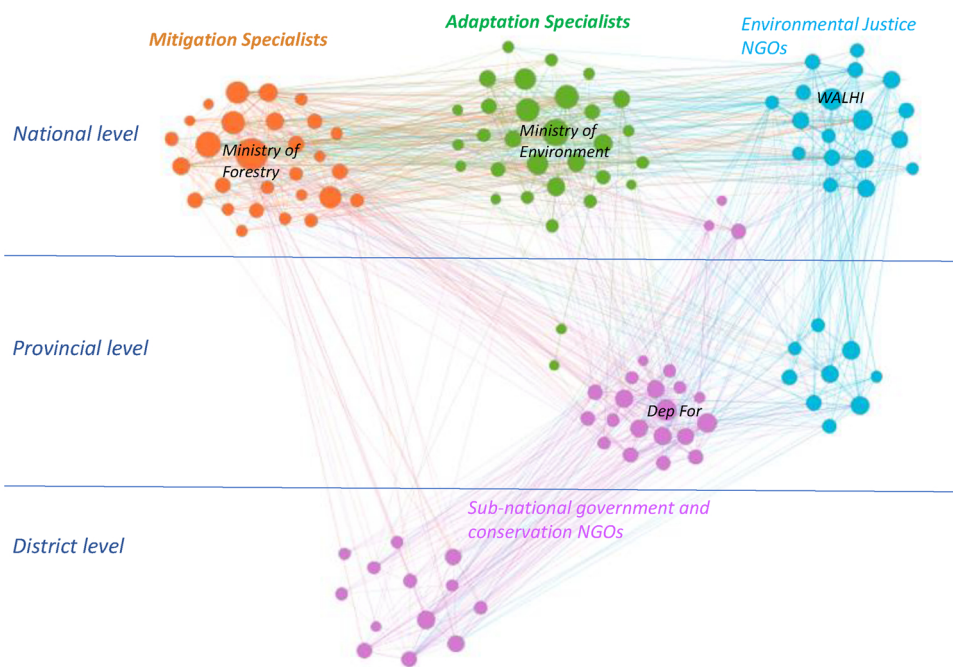 Mitigation Specialists
Adaptation Specialists
Environmental Justice
NGOs
National level
Ministry of
Forestry
Ministry of
Environment
WALHI
Provincial level
Dep For
District level
Sub-national government and
conservation NGOs